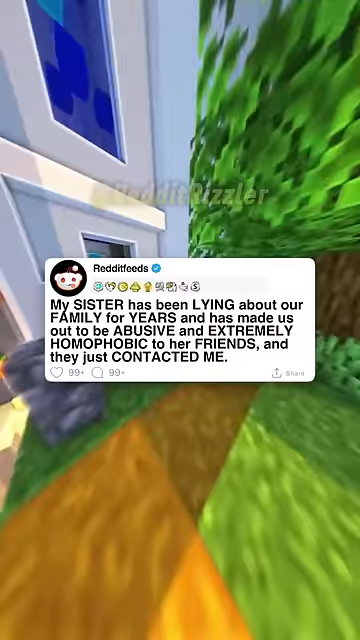 @RedditRizzler
Redditfeeds
My SISTER has been LYING about our
FAMILY for YEARS and has made us
out to be ABUSIVE and EXTREMELY
HOMOPHOBIC to her FRIENDS, and
they just CONTACTED ME.
99+ 99+ Share